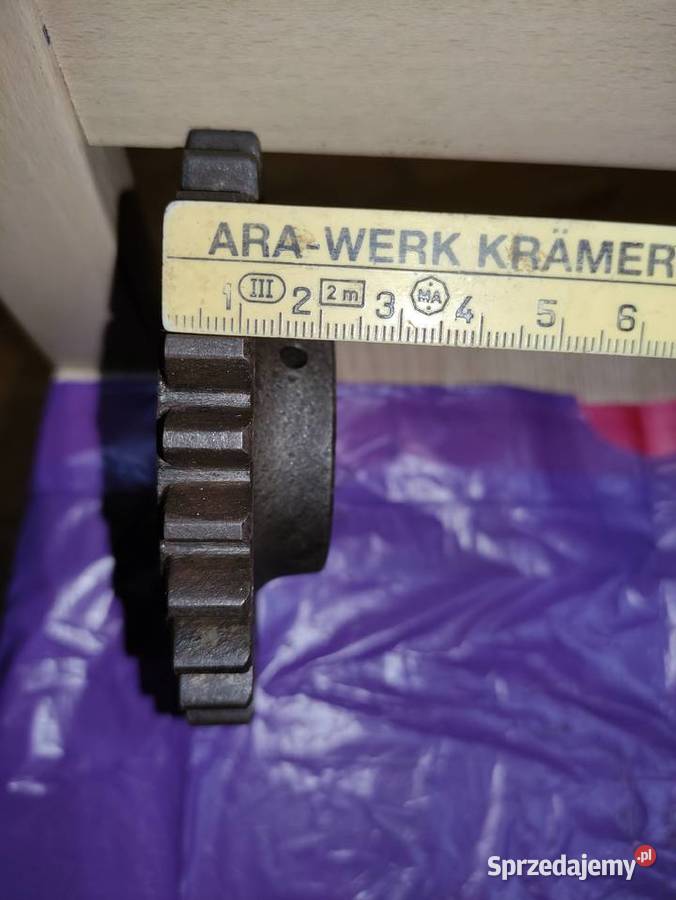 ARA-WERK KRÄMER
1 III 2 2 m 3 MA 4 5 6
Sprzedajemy.pl